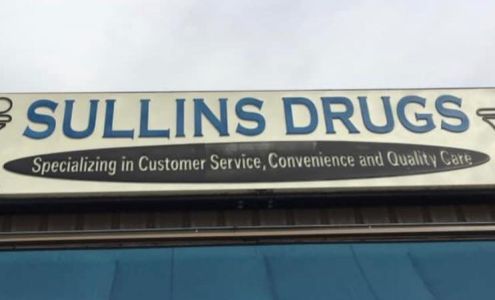 SULLINS DRUGS
Specializing in Customer Service, Convenience and Quality Care